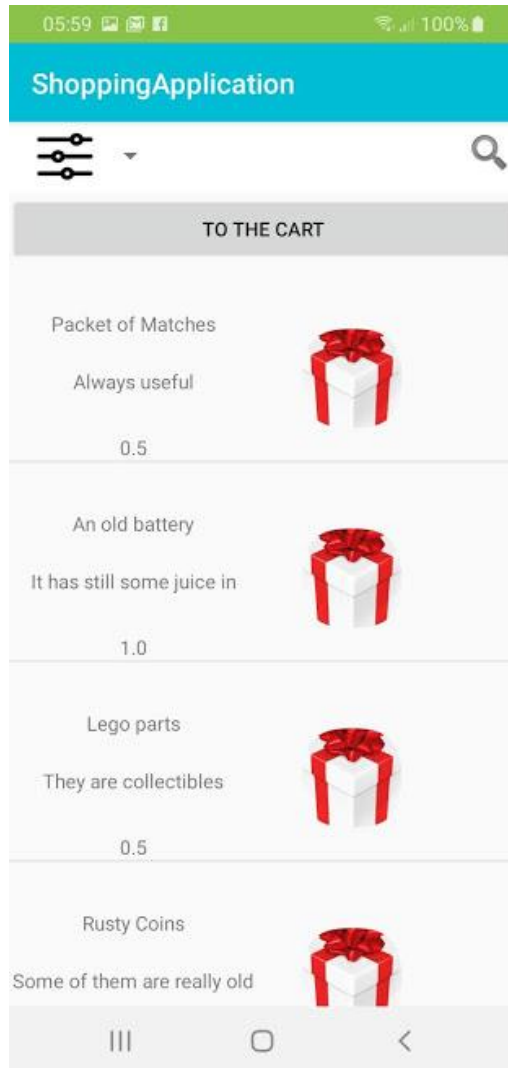 05:59 100%
ShoppingApplication
TO THE CART
Packet of Matches
Always useful
0.5
An old battery
It has still some juice in
1.0
Lego parts
They are collectibles
0.5
Rusty Coins
Some of them are really old